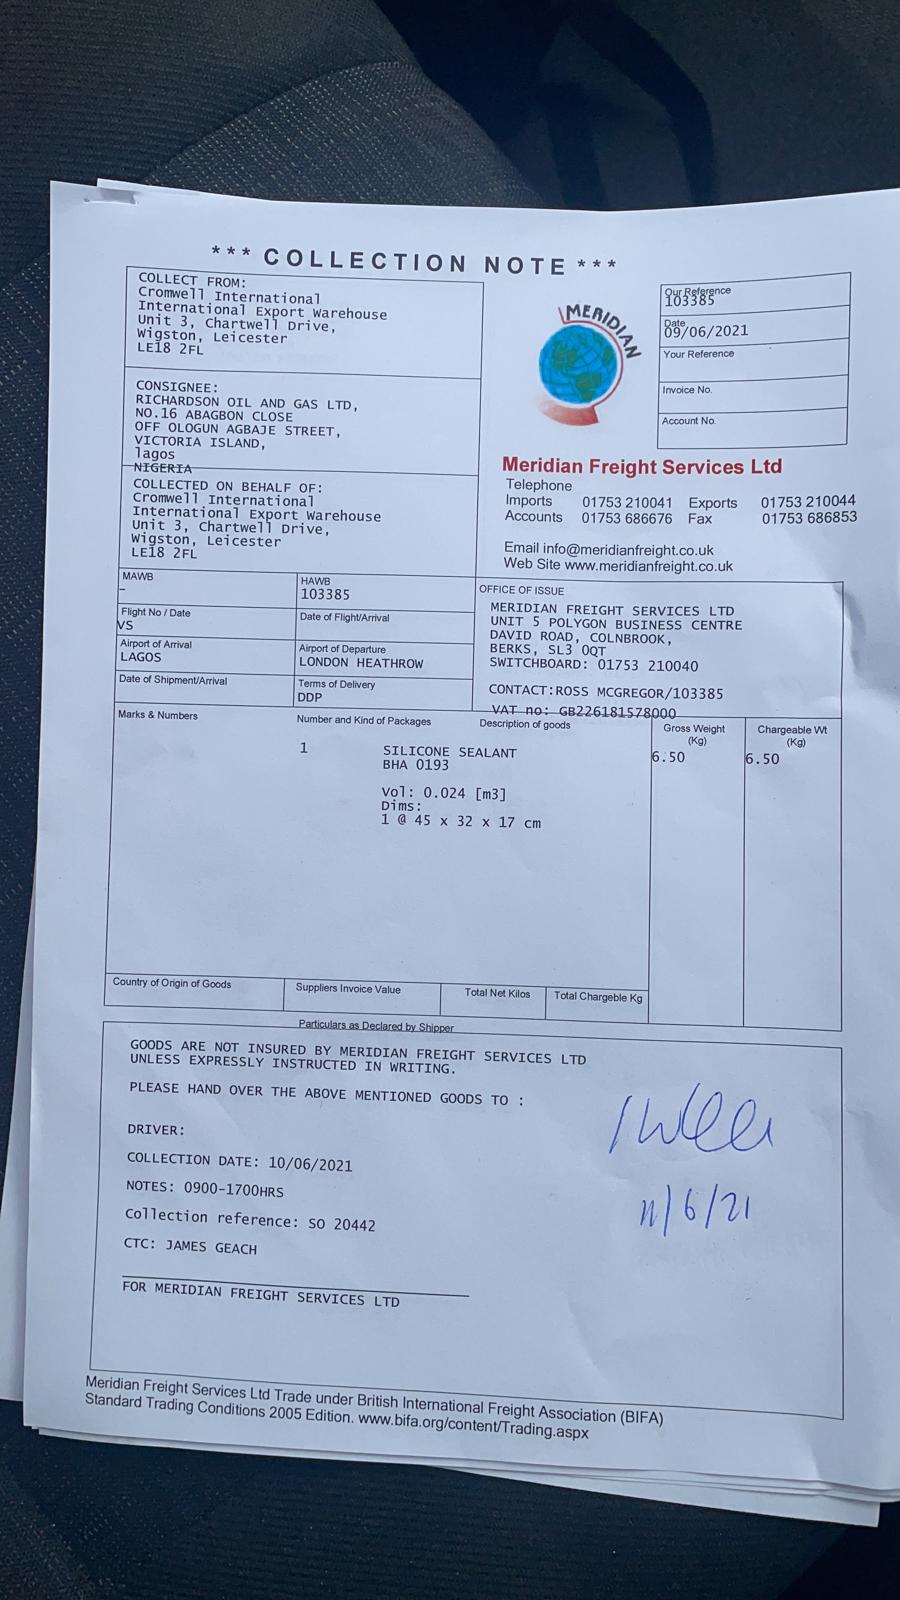 *** COLLECTION NOTE ***
COLLECT FROM:
Cromwell International
International Export Warehouse
Unit 3, Chartwell Drive,
Wigston, Leicester
LE18 2FL
CONSIGNEE:
RICHARDSON OIL AND GAS LTD,
NO.16 ABAGBON CLOSE
OFF OLOGUN AGBAJE STREET,
VICTORIA ISLAND,
lagos
NIGERIA
COLLECTED ON BEHALF OF:
Cromwell International
International Export Warehouse
Unit 3, Chartwell Drive,
Wigston, Leicester
LE18 2FL
MERIDIAN
Our Reference
103385
Date
09/06/2021
Your Reference
Invoice No.
Account No.
Meridian Freight Services Ltd
Telephone
Imports 01753 210041 Exports 01753 210044
Accounts 01753 686676 Fax 01753 686853
Email info@meridianfreight.co.uk
Web Site www.meridianfreight.co.uk
MAWB
-
HAWB
103385
Flight No / Date
VS
Date of Flight/Arrival
Airport of Arrival
LAGOS
Airport of Departure
LONDON HEATHROW
Date of Shipment/Arrival
Terms of Delivery
DDP
OFFICE OF ISSUE
MERIDIAN FREIGHT SERVICES LTD
UNIT 5 POLYGON BUSINESS CENTRE
DAVID ROAD, COLNBROOK,
BERKS, SL3 0QT
SWITCHBOARD: 01753 210040
CONTACT:ROSS MCGREGOR/103385
VAT no: GB226181578000
Marks & Numbers
Number and Kind of Packages
Description of goods
Gross Weight
(Kg)
Chargeable Wt
(Kg)
1
SILICONE SEALANT
BHA 0193
6.50
6.50
Vol: 0.024 [m3]
Dims:
1 @ 45 x 32 x 17 cm
Country of Origin of Goods
Suppliers Invoice Value
Total Net Kilos
Total Chargeable Kg
Particulars as Declared by Shipper
GOODS ARE NOT INSURED BY MERIDIAN FREIGHT SERVICES LTD
UNLESS EXPRESSLY INSTRUCTED IN WRITING.
PLEASE HAND OVER THE ABOVE MENTIONED GOODS TO :
DRIVER:
COLLECTION DATE: 10/06/2021
NOTES: 0900-1700HRS
Collection reference: SO 20442
CTC: JAMES GEACH
11/6/21
FOR MERIDIAN FREIGHT SERVICES LTD
Meridian Freight Services Ltd Trade under British International Freight Association (BIFA)
Standard Trading Conditions 2005 Edition. www.bifa.org/content/Trading.aspx